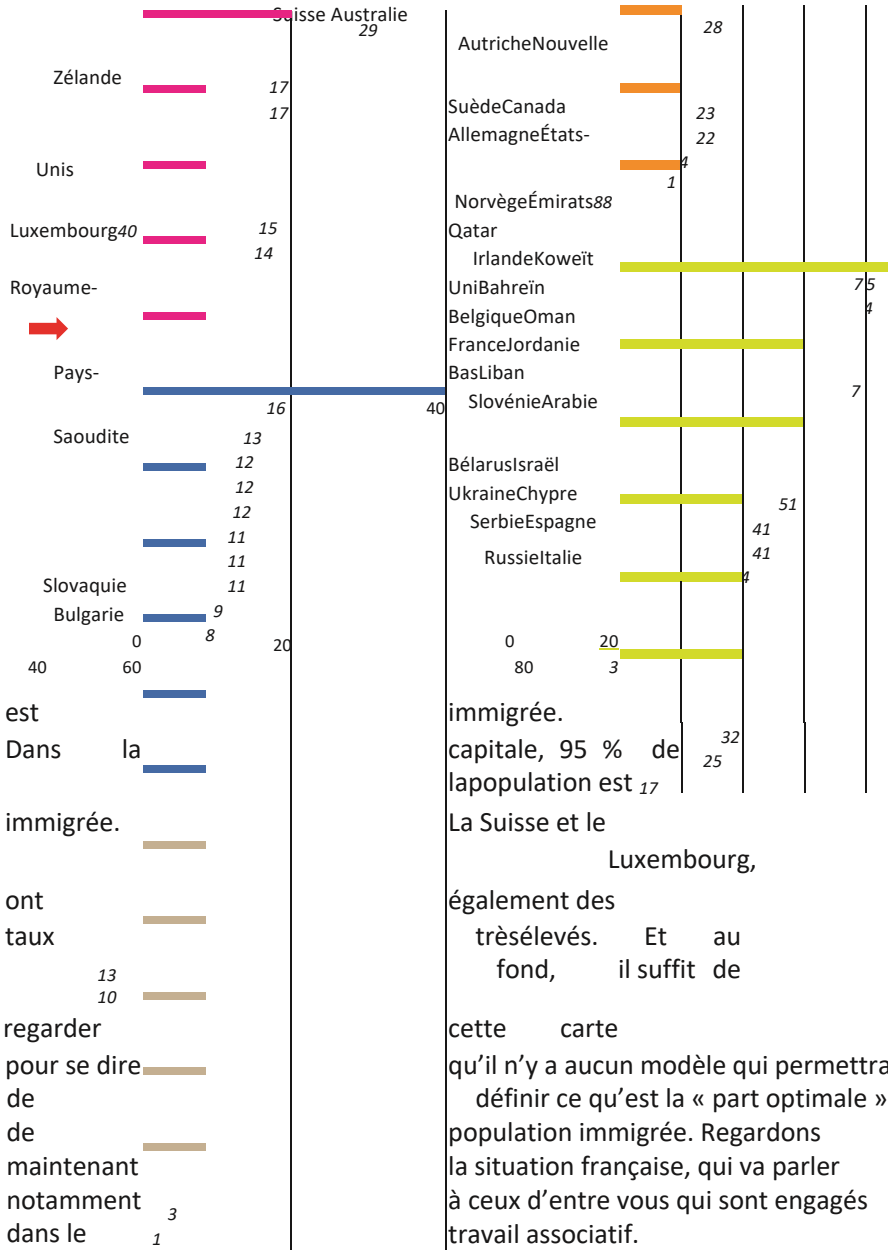 Suisse Australie
29
28
AutricheNouvelle
Zélande
17
17
SuèdeCanada
23
AllemagneÉtats-
22
4
Unis
1
NorvègeÉmirats88
Luxembourg40
15
Qatar
14
IrlandeKoweït
Royaume-
UniBahreïn
75
4
BelgiqueOman
FranceJordanie
Pays-
BasLiban
7
16
40
SlovénieArabie
Saoudite
13
12
BélarusIsraël
12
UkraineChypre
51
12
SerbieEspagne
11
41
11
RussieItalie
41
Slovaquie
11
4
Bulgarie
9
0
8
20
0
20
40
60
80
3
est immigrée.
32
Dans la capitale, 95 % de
25
lapopulation est 17
immigrée. La Suisse et le
Luxembourg,
ont également des
taux trèsélevés. Et au
fond, il suffit de
13
10
regarder cette carte
pour se dire qu'il n'y a aucun modèle qui permettra
de définir ce qu'est la « part optimale »
de population immigrée. Regardons
maintenant la situation française, qui va parler
notamment à ceux d'entre vous qui sont engagés
3
dans le travail associatif.
1